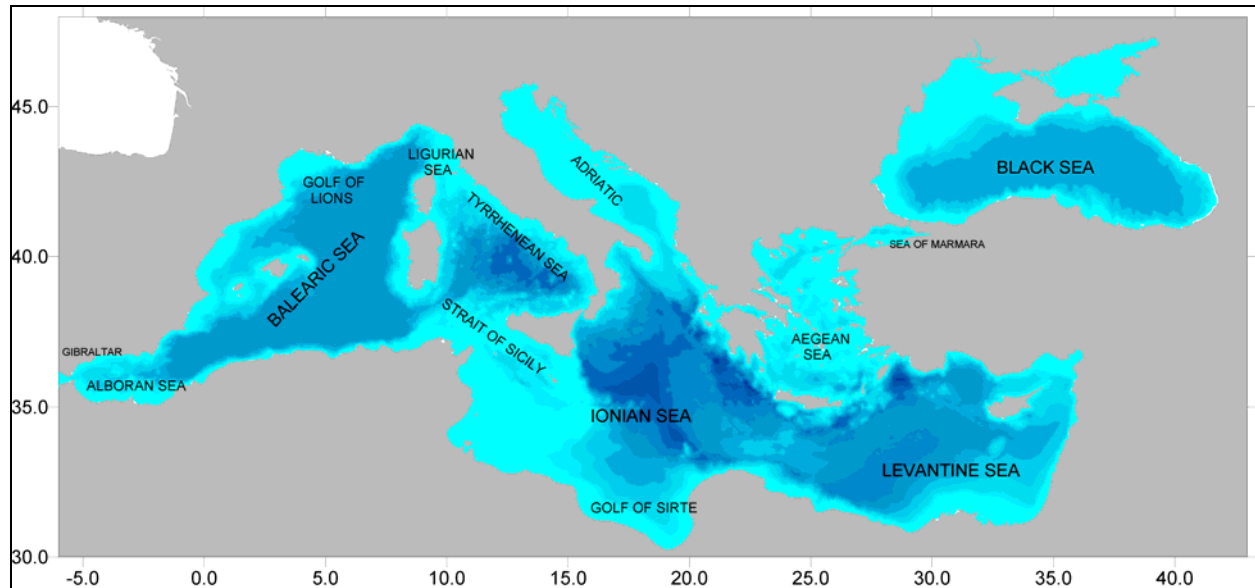 45.0
40.0
35.0
30.0
LIGURIAN
SEA
GOLF OF
LIONS
ADRIATIC
BLACK SEA
TYRRHENEAN SEA
SEA OF MARMARA
BALEARIC SEA
STRAIT OF SICILY
GIBRALTAR
AEGEAN
SEA
ALBORAN SEA
IONIAN SEA
LEVANTINE SEA
GOLF OF SIRTE
-5.0 0.0 5.0 10.0 15.0 20.0 25.0 30.0 35.0 40.0